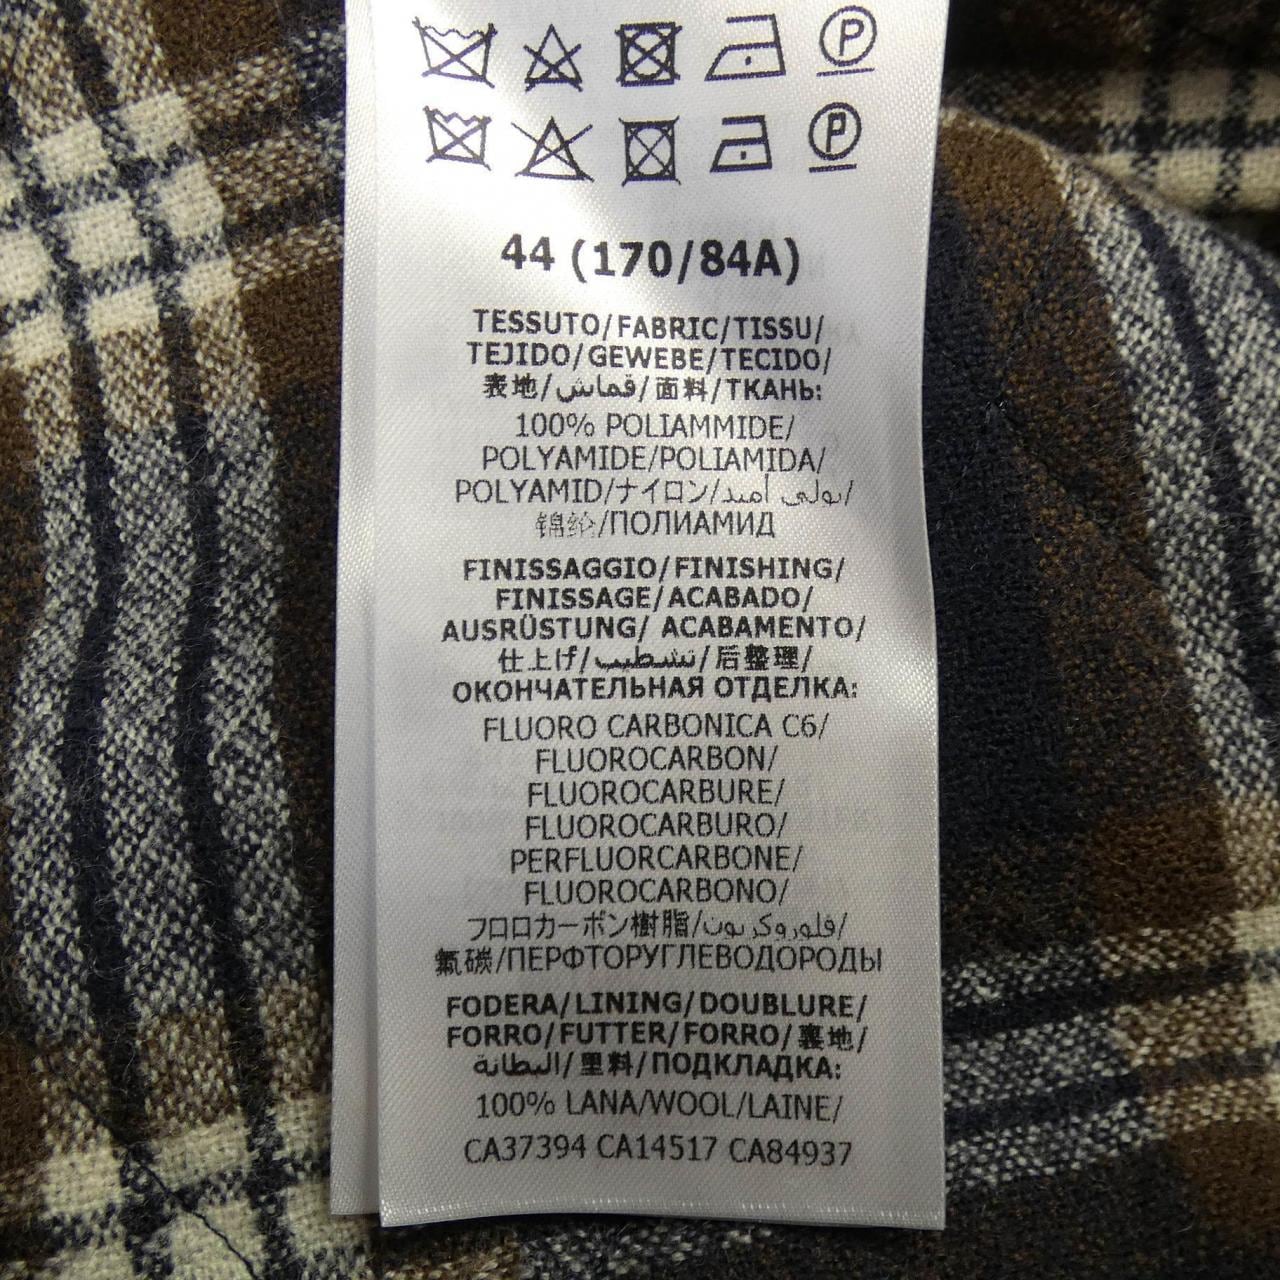 P
P
44 (170/84A)
TESSUTO/FABRIC/TISSU/
TEJIDO/GEWEBE/TECIDO/
表地/قماش/面料/ТКАНЬ:
100% POLIAMMIDE/
POLYAMIDE/POLIAMIDA/
POLYAMID/ナイロン/بولي أميد/
锦纶/ПОЛИАМИД
FINISSAGGIO/FINISHING/
FINISSAGE/ACABADO/
AUSRÜSTUNG/ ACABAMENTO/
仕上げ/تشطيب/后整理/
ОКОНЧАТЕЛЬНАЯ ОТДЕЛКА:
FLUORO CARBONICA C6/
FLUOROCARBON/
FLUOROCARBURE/
FLUOROCARBURO/
PERFLUORCARBONE/
FLUOROCARBONO/
フロロカーボン樹脂/فلوروكربون/
氟碳/ПЕРФТОРУГЛЕВОДОРОДЫ
FODERA/LINING/DOUBLURE/
FORRO/FUTTER/FORRO/裏地/
البطانة/里料/ПОДКЛАДКА:
100% LANA/WOOL/LAINE/
CA37394 CA14517 CA84937